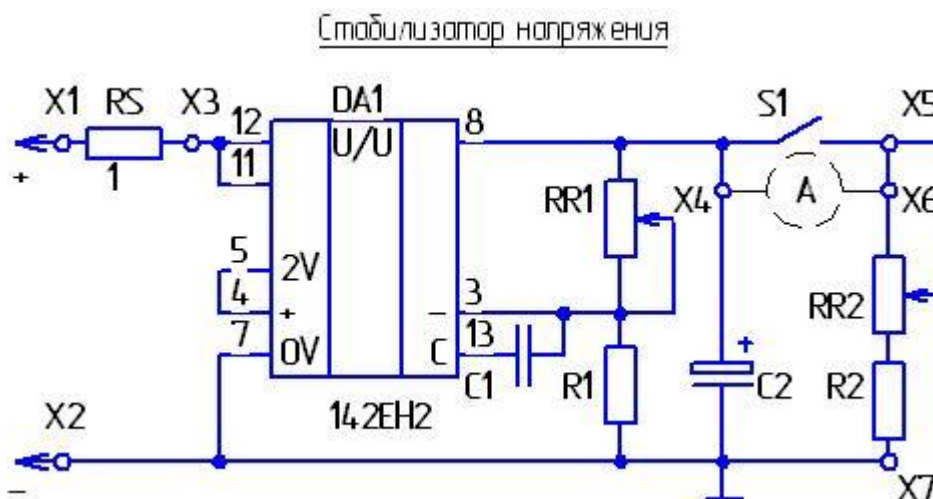 Стабилизатор напряжения
X1 RS X3 12 DA1 8 S1 X5
U/U
+ 1 11
RR1 X4 A X6
5 2V
4 + 3 - RR2
7 0V C 13
C1 R1 + C2 R2
X2 142ЕН2
- X7